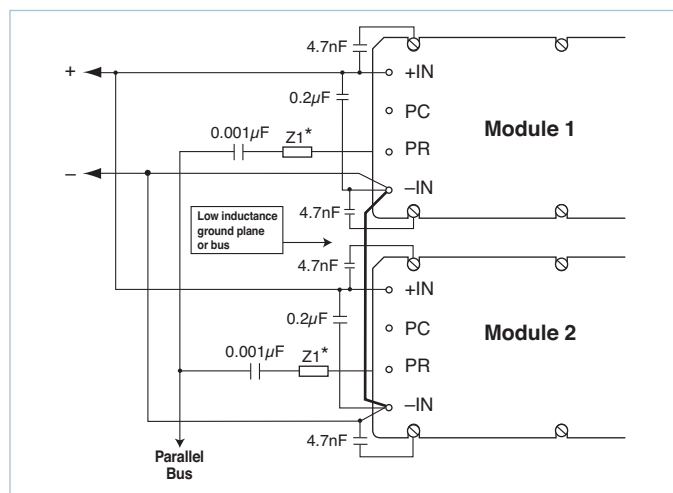 4.7nF
+
+IN
0.2µF
PC
Module 1
0.001µF
Z1*
PR
–
–IN
4.7nF
Low inductance
ground plane
or bus
4.7nF
+IN
0.2µF
PC
Module 2
0.001µF
Z1*
PR
–IN
4.7nF
Parallel
Bus